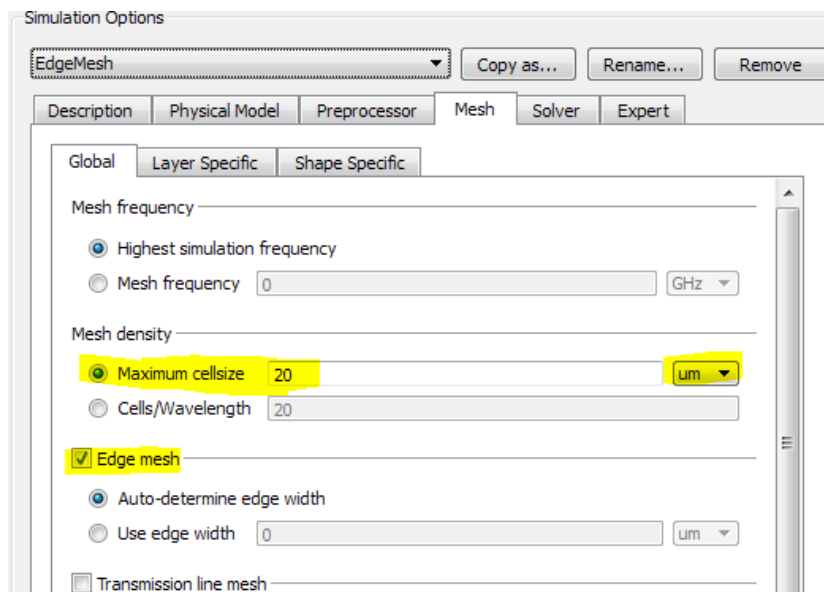 Simulation Options
EdgeMesh Copy as... Rename... Remove
Description Physical Model Preprocessor Mesh Solver Expert
Global Layer Specific Shape Specific
Mesh frequency
Highest simulation frequency
Mesh frequency 0 GHz
Mesh density
Maximum cellsize 20 um
Cells/Wavelength 20
Edge mesh
Auto-determine edge width
Use edge width 0 um
Transmission line mesh